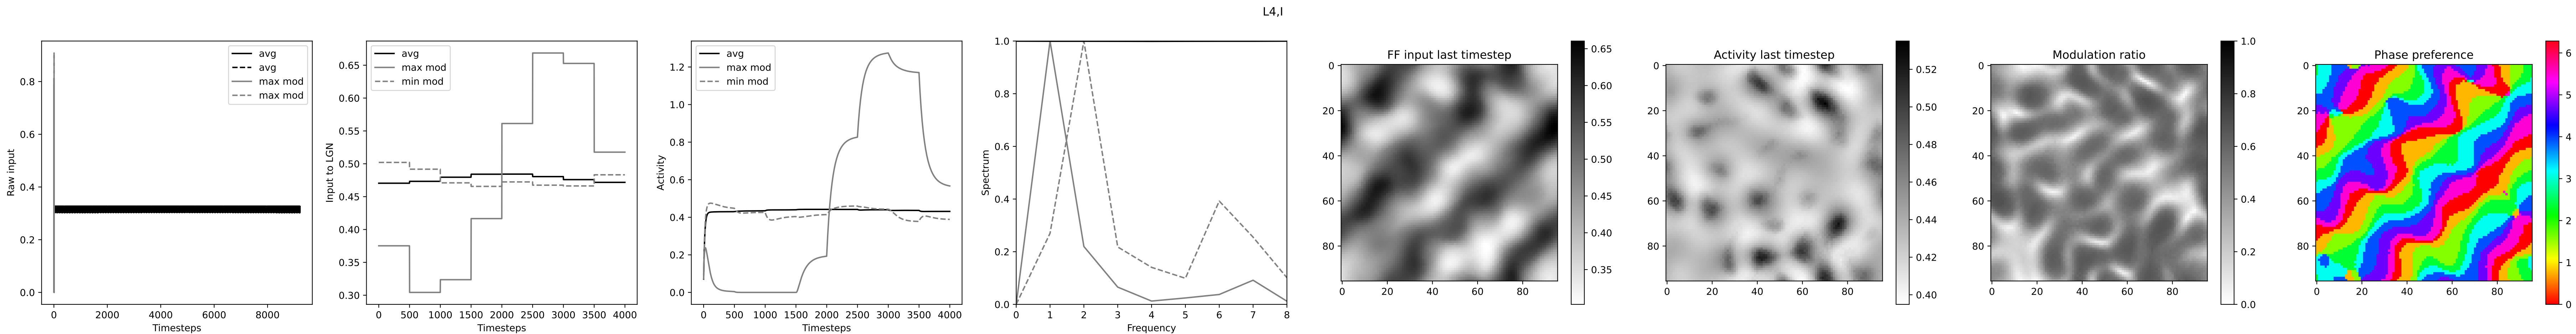 L4,I
Raw input
0.8
0.6
0.4
0.2
0.0
avg
avg
max mod
max mod
0 2000 4000 6000 8000
Timesteps
Input to LGN
0.65
0.60
0.55
0.50
0.45
0.40
0.35
0.30
avg
max mod
min mod
0 500 1000 1500 2000 2500 3000 3500 4000
Timesteps
Activity
1.2
1.0
0.8
0.6
0.4
0.2
0.0
avg
max mod
min mod
0 500 1000 1500 2000 2500 3000 3500 4000
Timesteps
Spectrum
1.0
0.8
0.6
0.4
0.2
0.0
0 1 2 3 4 5 6 7 8
Frequency
FF input last timestep
0
20
40
60
80
0 20 40 60 80
0.65
0.60
0.55
0.50
0.45
0.40
0.35
Activity last timestep
0
20
40
60
80
0 20 40 60 80
0.52
0.50
0.48
0.46
0.44
0.42
0.40
Modulation ratio
0
20
40
60
80
0 20 40 60 80
1.0
0.8
0.6
0.4
0.2
0.0
Phase preference
0
20
40
60
80
0 20 40 60 80
6
5
4
3
2
1
0